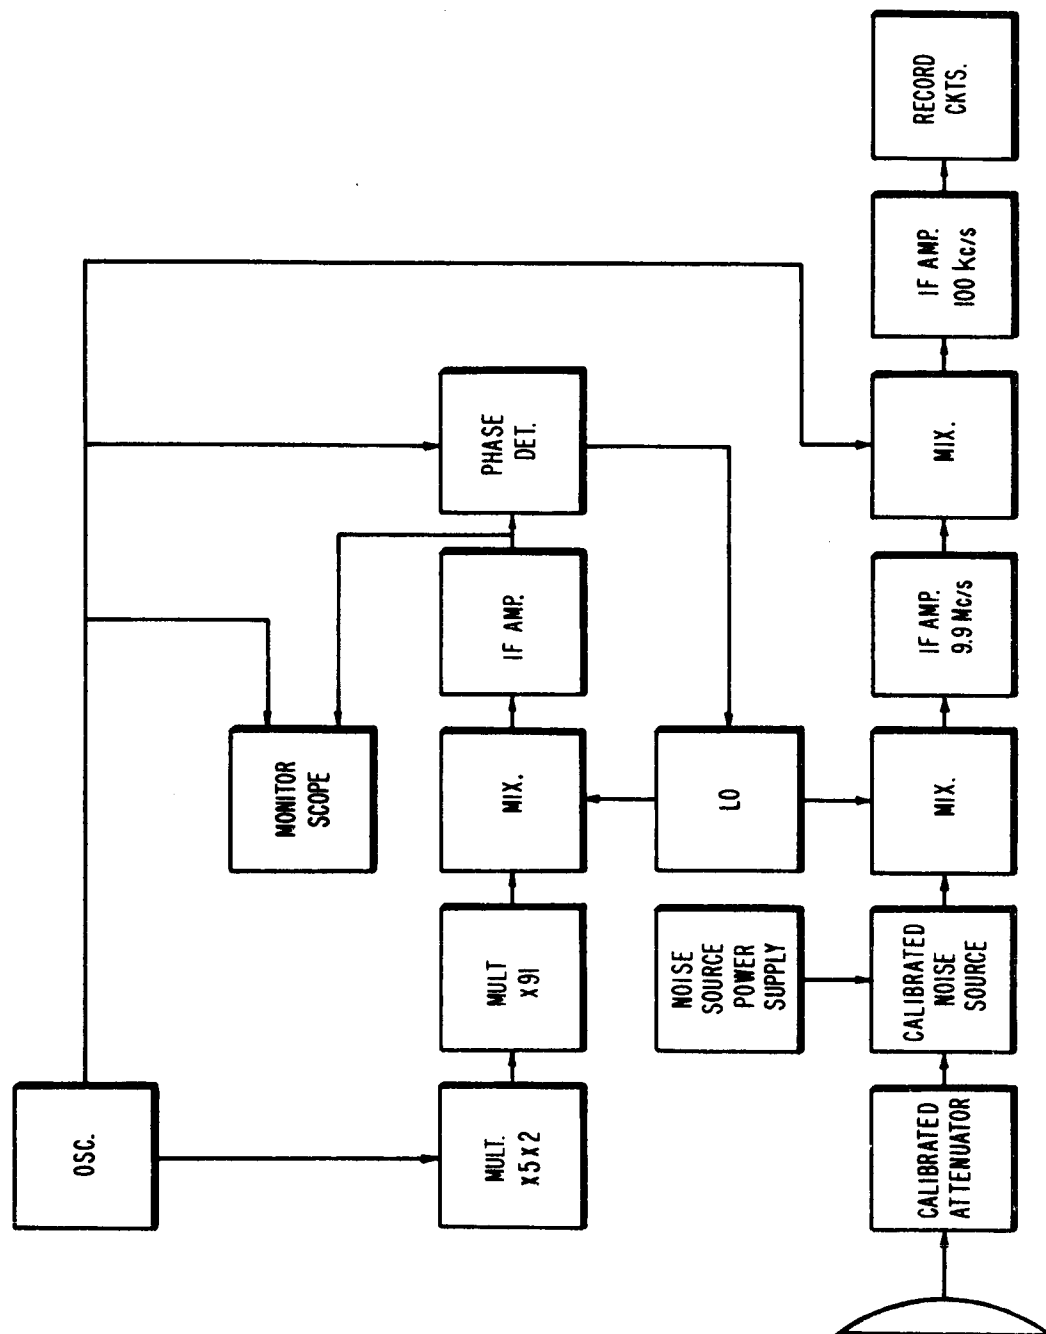 OSC.
MULT.
x5x2
MULT
x91
MIX.
IF AMP.
PHASE
DET.
MONITOR
SCOPE
NOISE
SOURCE
POWER
SUPPLY
LO
CALIBRATED
ATTENUATOR
CALIBRATED
NOISE
SOURCE
MIX.
IF AMP.
9.9 Mc/s
MIX.
IF AMP.
100 kc/s
RECORD
CKTS.